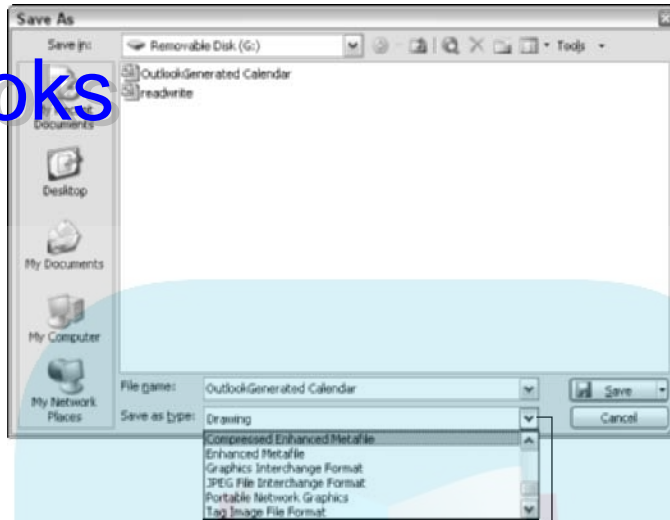 Save As
Save in:
Removable Disk (G:)
Tools
OutlookGenerated Calendar
readwrite
oks
My Recent
Documents
Desktop
My Documents
My Computer
My Network
Places
File name:
OutlookGenerated Calendar
Save
Save as type:
Drawing
Cancel
Compressed Enhanced Metafile
Enhanced Metafile
Graphics Interchange Format
JPEG File Interchange Format
Portable Network Graphics
Tag Image File Format